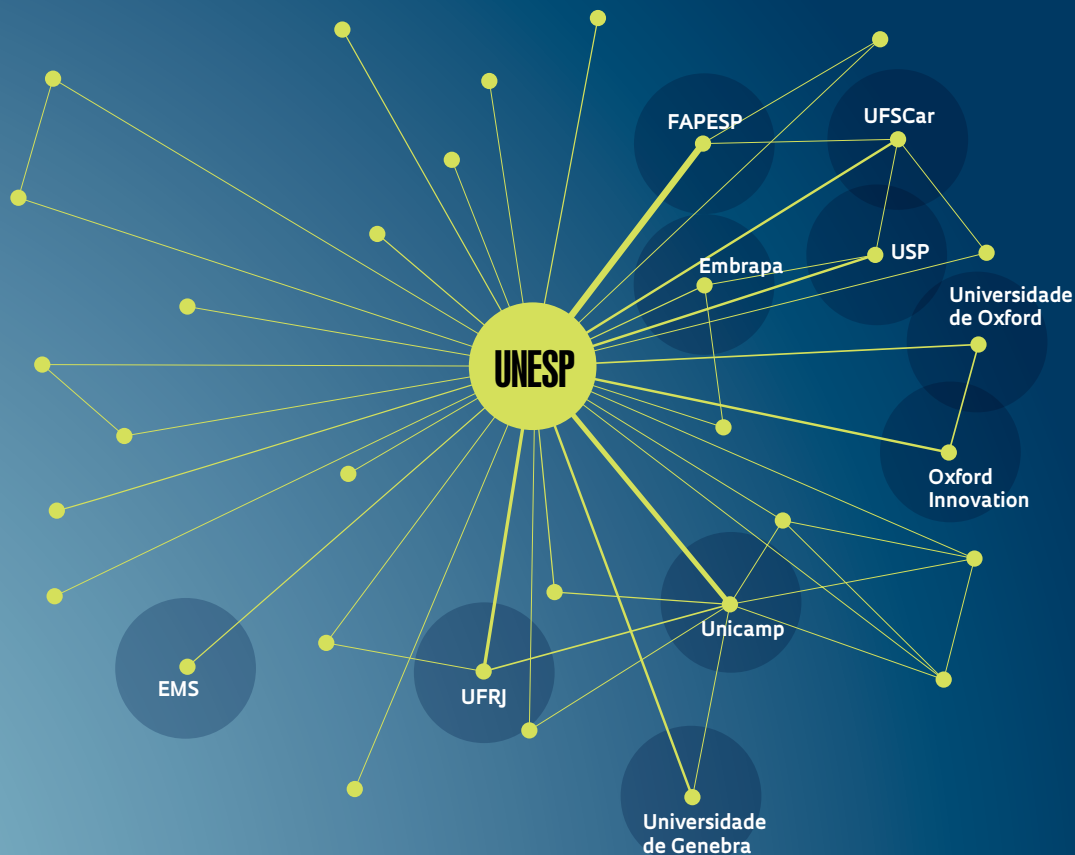 FAPESP
UFSCar
USP
Embrapa
Universidade
de Oxford
UNESP
Oxford
Innovation
Unicamp
EMS
UFRJ
Universidade
de Genebra